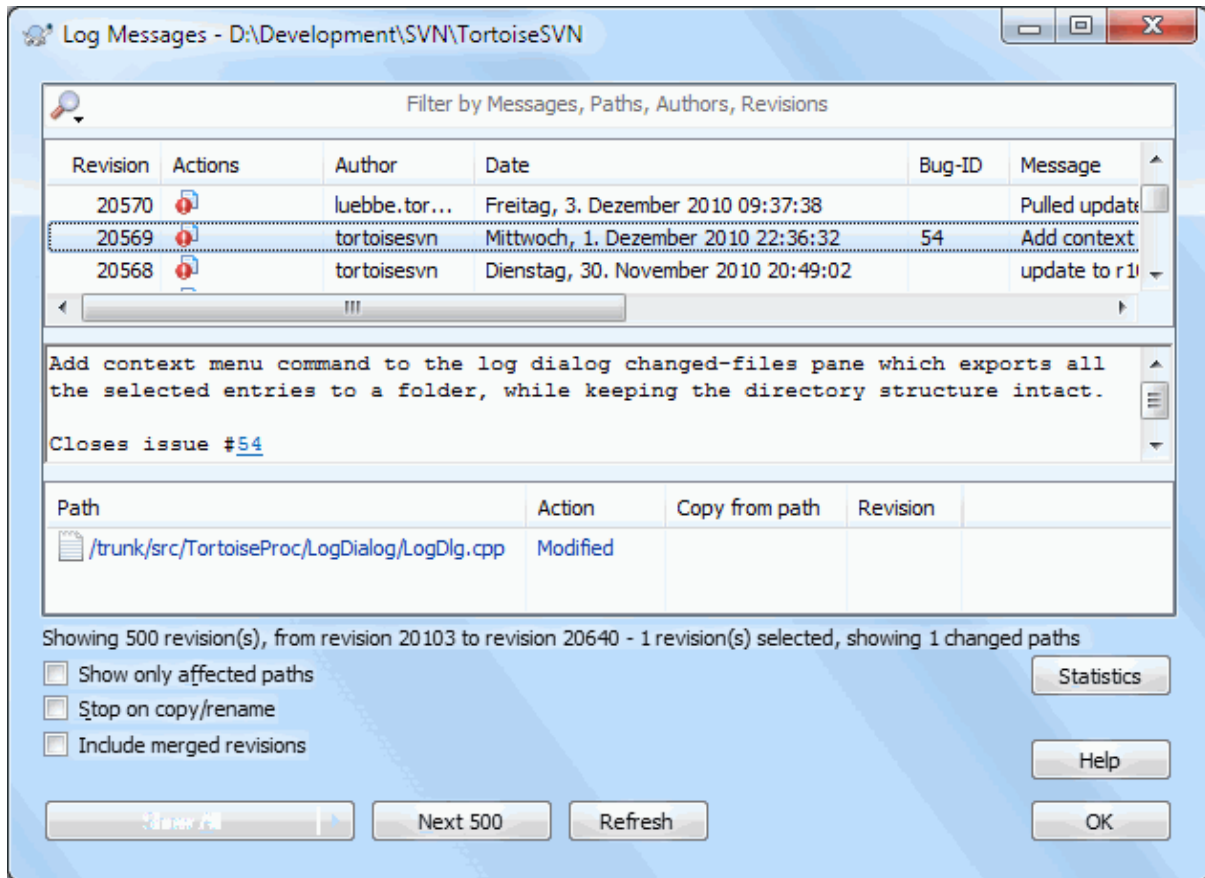 Log Messages - D:\Development\SVN\TortoiseSVN
Filter by Messages, Paths, Authors, Revisions
Revision Actions Author Date Bug-ID Message
20570 luebbe.tor... Freitag, 3. Dezember 2010 09:37:38 Pulled update
20569 tortoisesvn Mittwoch, 1. Dezember 2010 22:36:32 54 Add context
20568 tortoisesvn Dienstag, 30. November 2010 20:49:02 update to
Add context menu command to the log dialog changed-files pane which exports all
the selected entries to a folder, while keeping the directory structure intact.
Closes issue #54
Path Action Copy from path Revision
/trunk/src/TortoiseProc/LogDialog/LogDlg.cpp Modified
Showing 500 revision(s), from revision 20103 to revision 20640 - 1 revision(s) selected, showing 1 changed paths
Show only affected paths
Statistics
Stop on copy/rename
Include merged revisions
Help
Next 500 Refresh OK